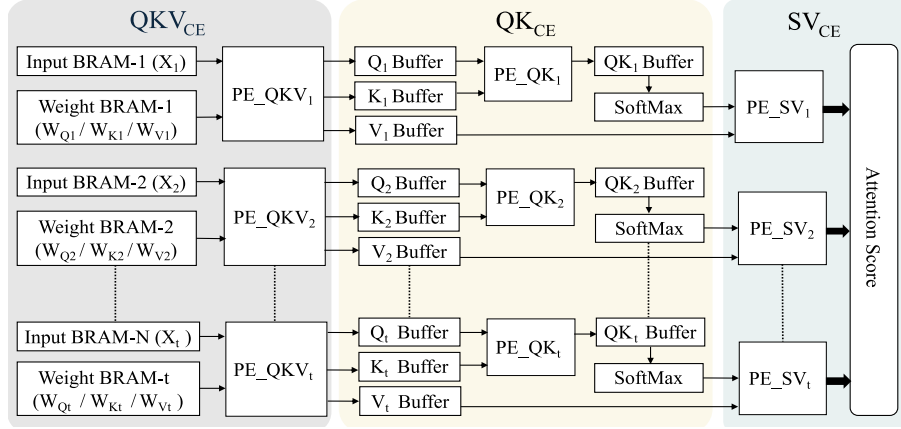 QKV_CE
QK_CE
SV_CE
Input BRAM-1 (X_1)
Weight BRAM-1
(W_Q1 / W_K1 / W_V1)
PE_QKV_1
Q_1 Buffer
K_1 Buffer
V_1 Buffer
PE_QK_1
QK_1 Buffer
SoftMax
PE_SV_1
Input BRAM-2 (X_2)
Weight BRAM-2
(W_Q2 / W_K2 / W_V2)
PE_QKV_2
Q_2 Buffer
K_2 Buffer
V_2 Buffer
PE_QK_2
QK_2 Buffer
SoftMax
PE_SV_2
Input BRAM-N (X_t)
Weight BRAM-t
(W_Qt / W_Kt / W_Vt)
PE_QKV_t
Q_t Buffer
K_t Buffer
V_t Buffer
PE_QK_t
QK_t Buffer
SoftMax
PE_SV_t
Attention Score